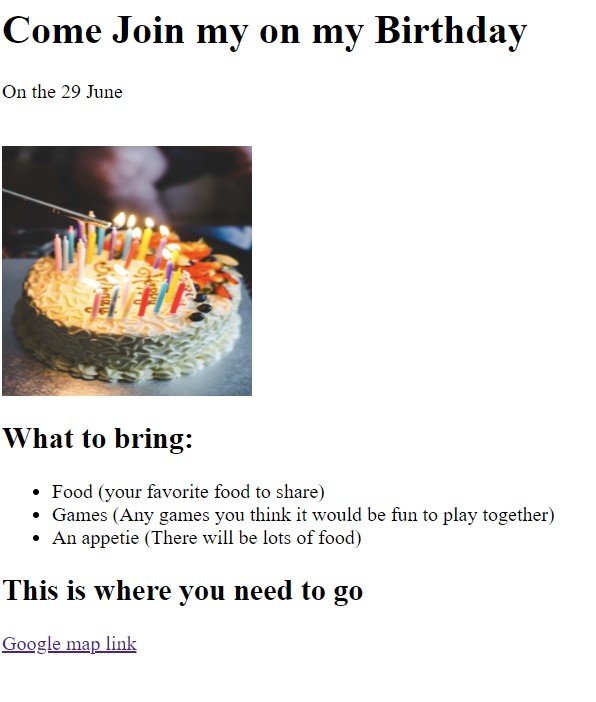 Come Join my on my Birthday
On the 29 June
Happy
What to bring:
Food (your favorite food to share)
Games (Any games you think it would be fun to play together)
An appetie (There will be lots of food)
This is where you need to go
Google map link